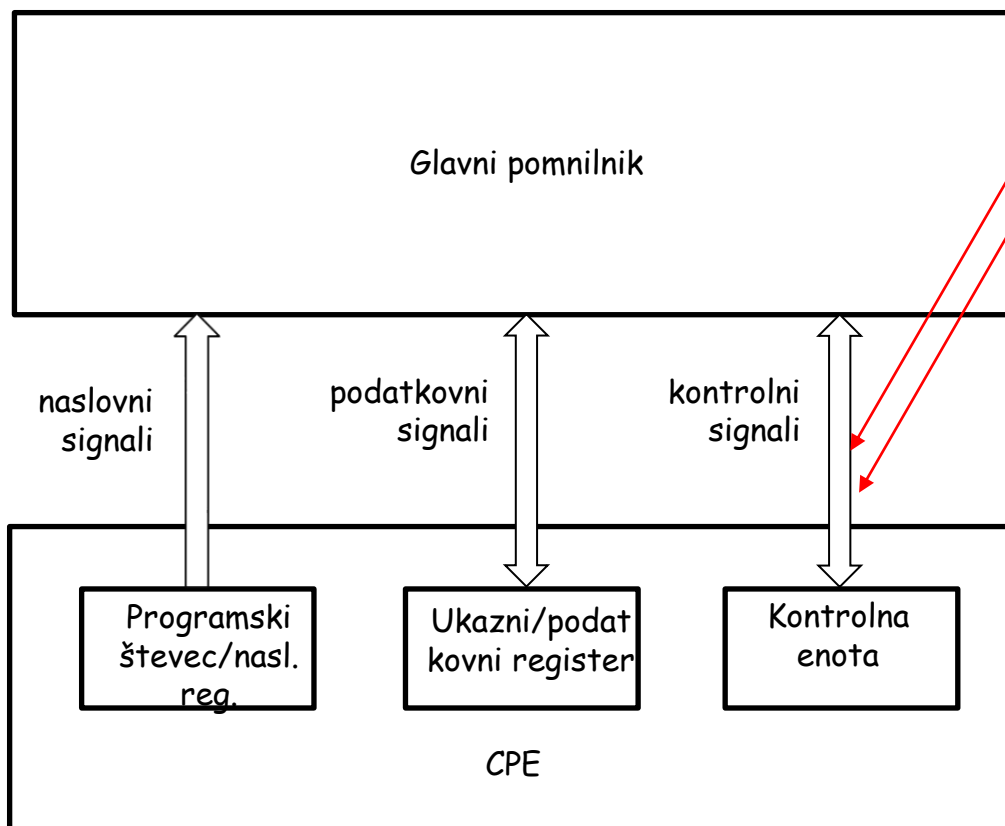 Glavni pomnilnik
naslovni
signali
podatkovni
signali
kontrolni
signali
Programski
števec/nasl.
reg.
Ukazni/podat
kovni register
Kontrolna
enota
CPE